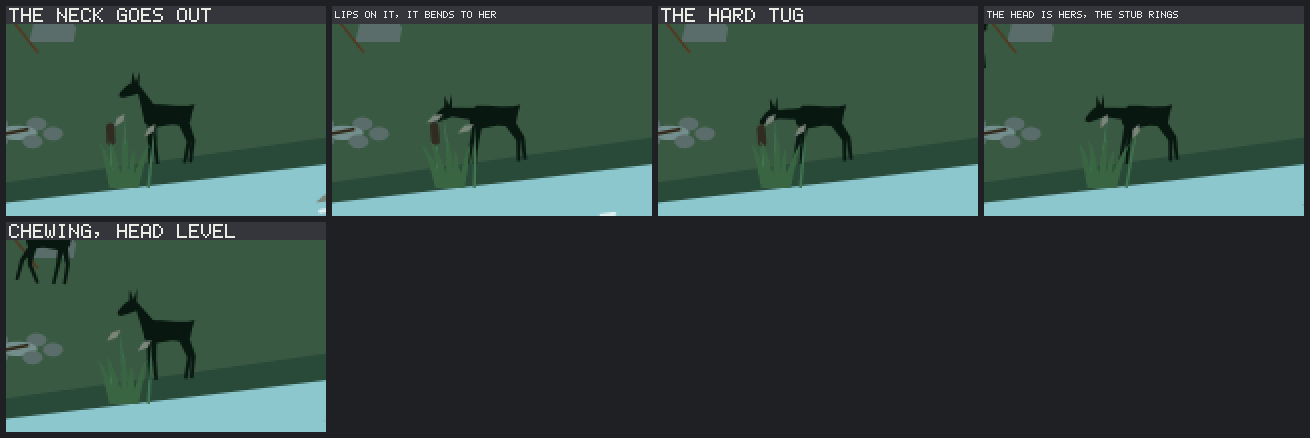 THE NECK GOES OUT
LIPS ON IT, IT BENDS TO HER
THE HARD TUG
THE HEAD IS HERS, THE STUB RINGS
CHEWING, HEAD LEVEL